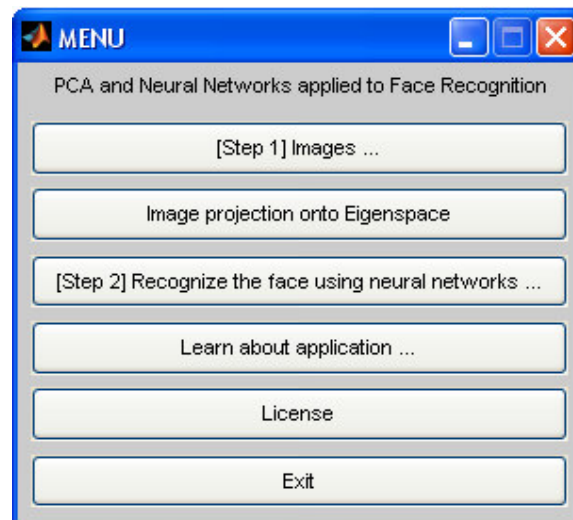 MENU
PCA and Neural Networks applied to Face Recognition
[Step 1] Images ...
Image projection onto Eigenspace
[Step 2] Recognize the face using neural networks ...
Learn about application ...
License
Exit